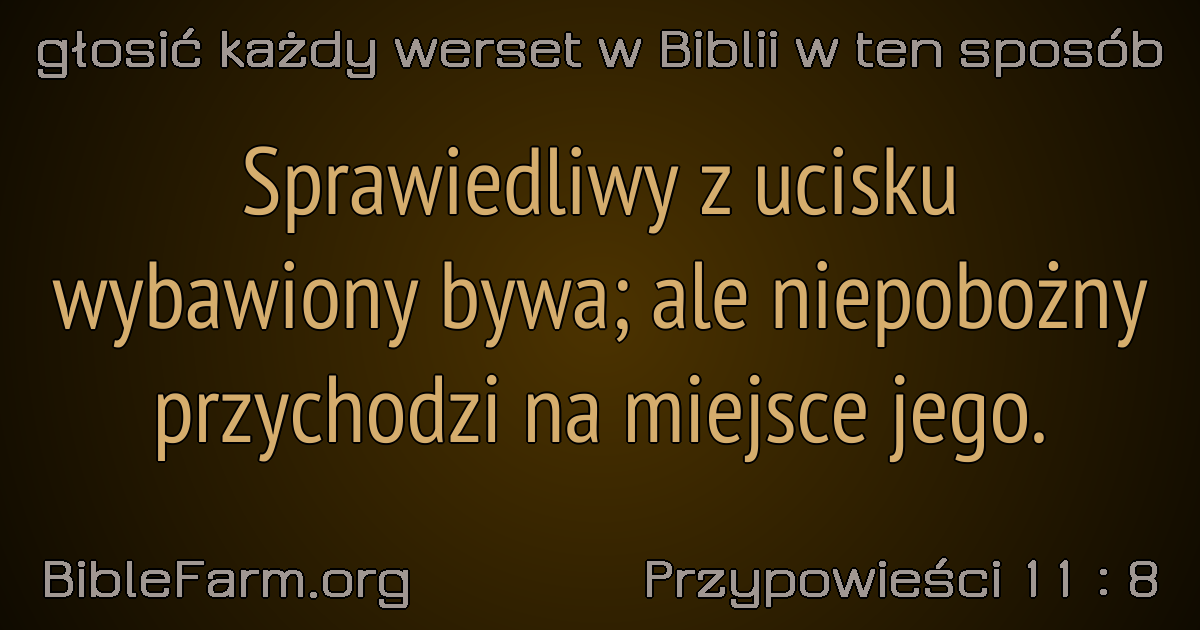 głosić każdy werset w Biblii w ten sposób
Sprawiedliwy z ucisku
wybawiony bywa; ale niepobożny
przychodzi na miejsce jego.
BibleFarm.org
Przypowieści 11 : 8